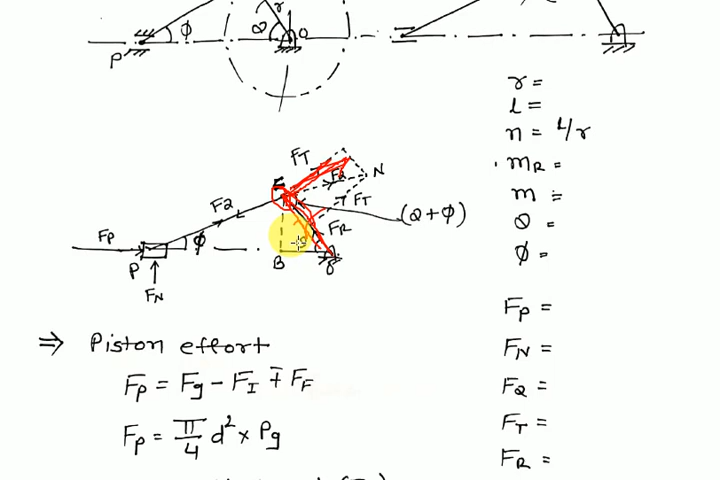 r
φ
θ
O
P
r =
l =
n = L/r
mR =
m =
θ =
φ =
FT
FQ
N
FT
(θ+φ)
FQ
FR
FP
φ
θ
P
B
O
FN
FP =
FN =
FQ =
FT =
FR =
⇒ Piston effort
FP = Fg - FI ∓ FF
FP = π/4 d² × Pg